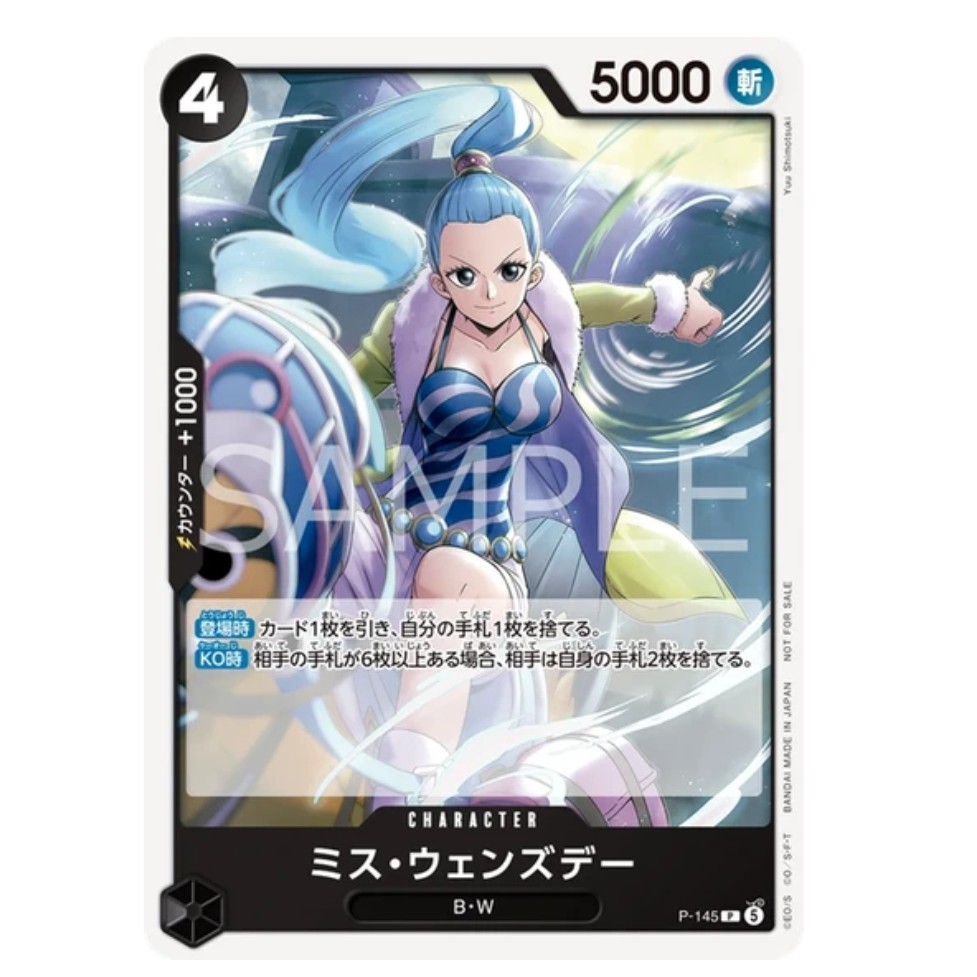 4
5000 斬
Yuu Shimotsuki
⚡カウンター +1000
SAMPLE
登場時 カード1枚を引き、自分の手札1枚を捨てる。
KO時 相手の手札が6枚以上ある場合、相手は自身の手札2枚を捨てる。
CHARACTER
ミス・ウェンズデー
B・W
P-145 P 5
©EO/S ©O/S・F・T BANDAI MADE IN JAPAN NOT FOR SALE